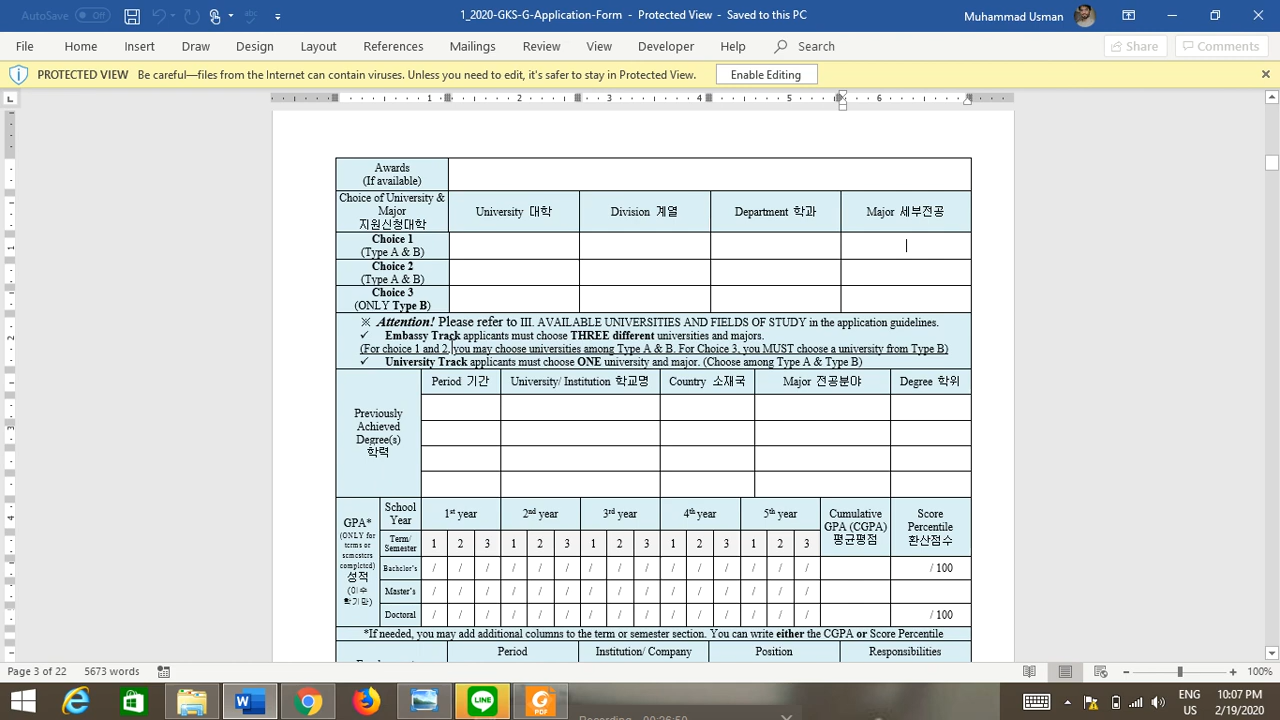 AutoSave Off
1_2020-GKS-G-Application-Form - Protected View - Saved to this PC
Muhammad Usman
File Home Insert Draw Design Layout References Mailings Review View Developer Help Search Share Comments
PROTECTED VIEW Be careful—files from the Internet can contain viruses. Unless you need to edit, it's safer to stay in Protected View. Enable Editing
1 2 3 4 5 6
Awards
(If available)
Choice of University &
Major
지원신청대학
University 대학 Division 계열 Department 학과 Major 세부전공
Choice 1
(Type A & B)
Choice 2
(Type A & B)
Choice 3
(ONLY Type B)
※ Attention! Please refer to III. AVAILABLE UNIVERSITIES AND FIELDS OF STUDY in the application guidelines.
✓ Embassy Track applicants must choose THREE different universities and majors.
(For choice 1 and 2, you may choose universities among Type A & B. For Choice 3, you MUST choose a university from Type B)
✓ University Track applicants must choose ONE university and major. (Choose among Type A & Type B)
Previously
Achieved
Degree(s)
학력
Period 기간 University/ Institution 학교명 Country 소재국 Major 전공분야 Degree 학위
GPA*
(ONLY for
terms or
semesters
completed)
성적
(이수
학기만)
School
Year
1st year 2nd year 3rd year 4th year 5th year
Cumulative
GPA (CGPA)
평균평점
Score
Percentile
환산점수
Term/
Semester
1 2 3 1 2 3 1 2 3 1 2 3 1 2 3
Bachelor's / / / / / / / / / / / / / / / / 100
Master's / / / / / / / / / / / / / / /
Doctoral / / / / / / / / / / / / / / / / 100
*If needed, you may add additional columns to the term or semester section. You can write either the CGPA or Score Percentile
Period Institution/ Company Position Responsibilities
Page 3 of 22 5673 words
100%
LINE
PDF
ENG
US
10:07 PM
2/19/2020